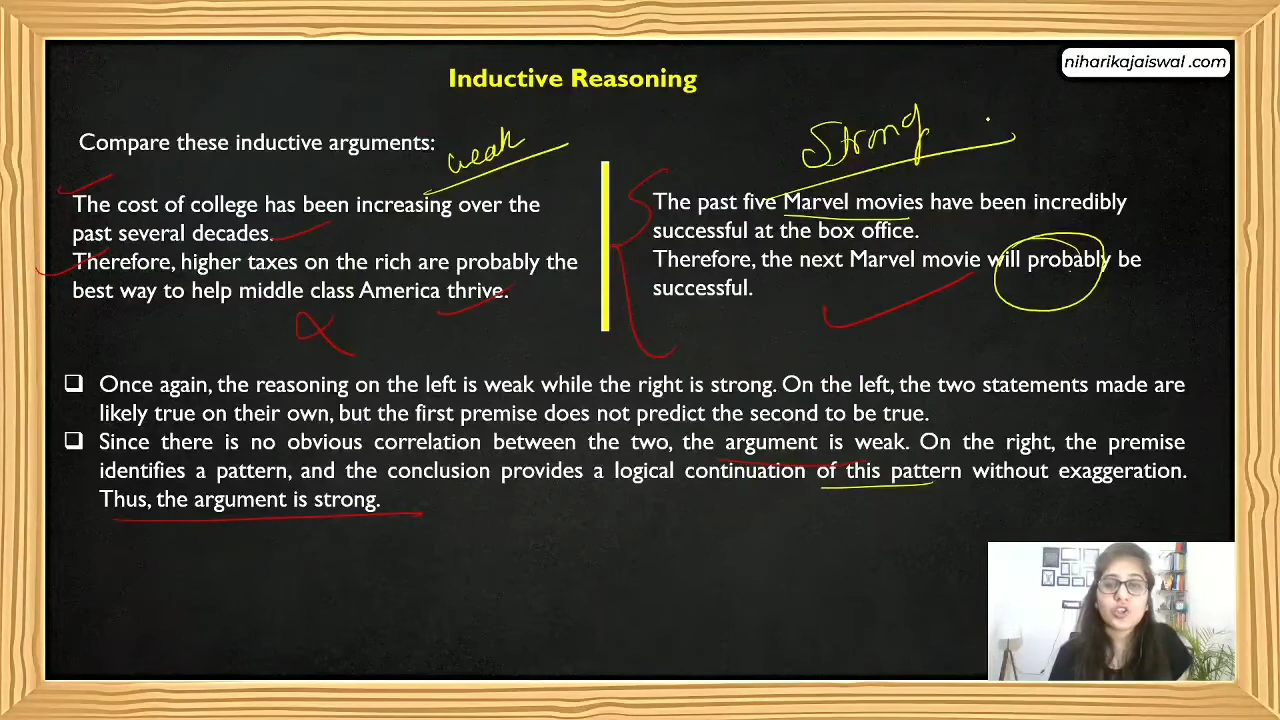 niharikajaiswal .com
Inductive Reasoning
Compare these inductive arguments:
weak
The cost of college has been increasing over the
past several decades.
Therefore, higher taxes on the rich are probably the
best way to help middle class America thrive.
Strong
The past five Marvel movies have been incredibly
successful at the box office.
Therefore, the next Marvel movie will probably be
successful.
❑ Once again, the reasoning on the left is weak while the right is strong. On the left, the two statements made are
likely true on their own, but the first premise does not predict the second to be true.
❑ Since there is no obvious correlation between the two, the argument is weak. On the right, the premise
identifies a pattern, and the conclusion provides a logical continuation of this pattern without exaggeration.
Thus, the argument is strong.